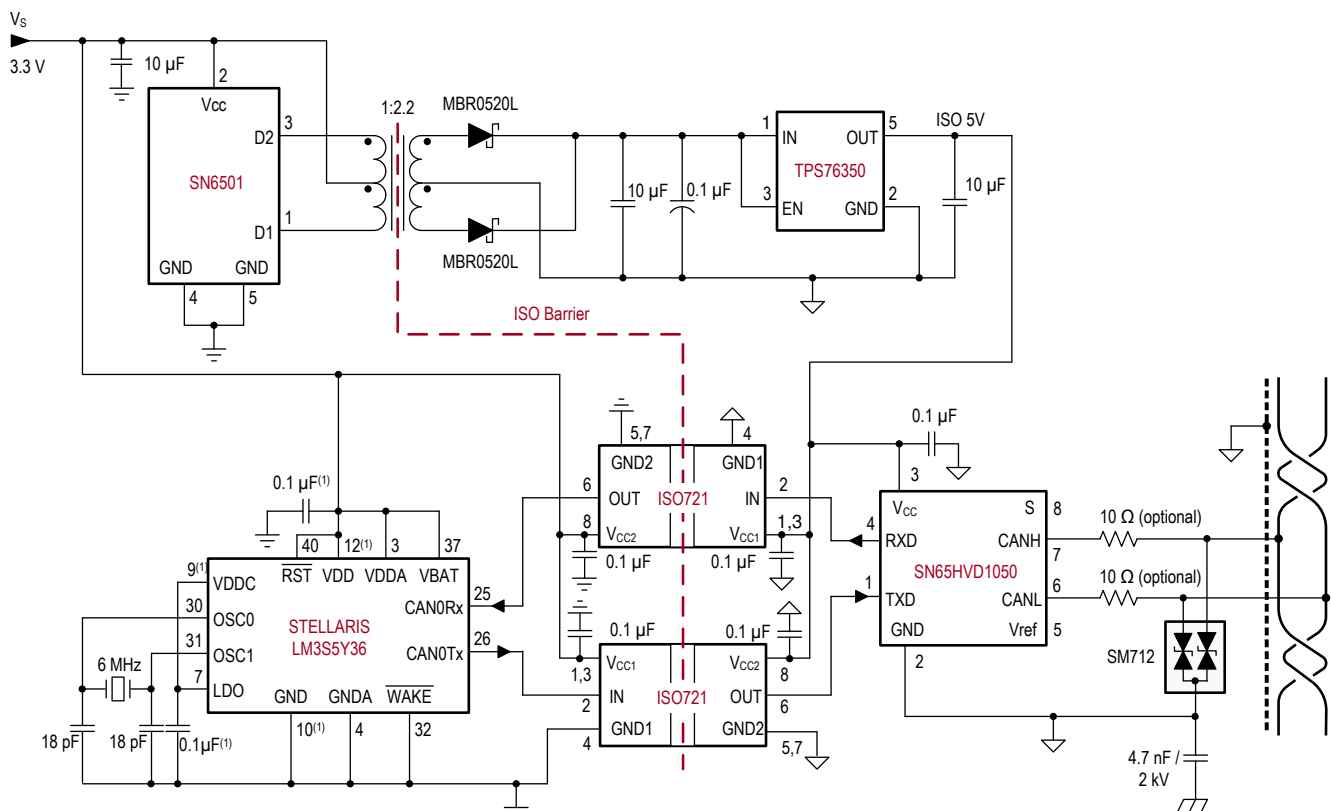 VS
3.3 V
10 µF
2
Vcc
D2
3
SN6501
D1
1
GND
GND
4
5
1:2.2
MBR0520L
MBR0520L
10 µF
0.1 µF
1
IN
OUT
5
TPS76350
3
EN
GND
2
ISO 5V
10 µF
ISO Barrier
0.1 µF(1)
40
12(1)
3
37
RST
VDD
VDDA
VBAT
9(1)
VDDC
30
OSC0
31
OSC1
7
LDO
STELLARIS
LM3S5Y36
CAN0Rx
25
CAN0Tx
26
GND
GNDA
WAKE
10(1)
4
32
6 MHz
18 pF
18 pF
0.1µF(1)
5,7
4
GND2
GND1
6
OUT
ISO721
IN
2
8
VCC2
VCC1
1,3
0.1 µF
0.1 µF
0.1 µF
0.1 µF
1,3
VCC1
VCC2
8
2
IN
ISO721
OUT
6
4
GND1
GND2
5,7
0.1 µF
3
VCC
S
8
4
RXD
CANH
7
SN65HVD1050
1
TXD
CANL
6
GND
Vref
5
2
10 Ω (optional)
10 Ω (optional)
SM712
4.7 nF /
2 kV